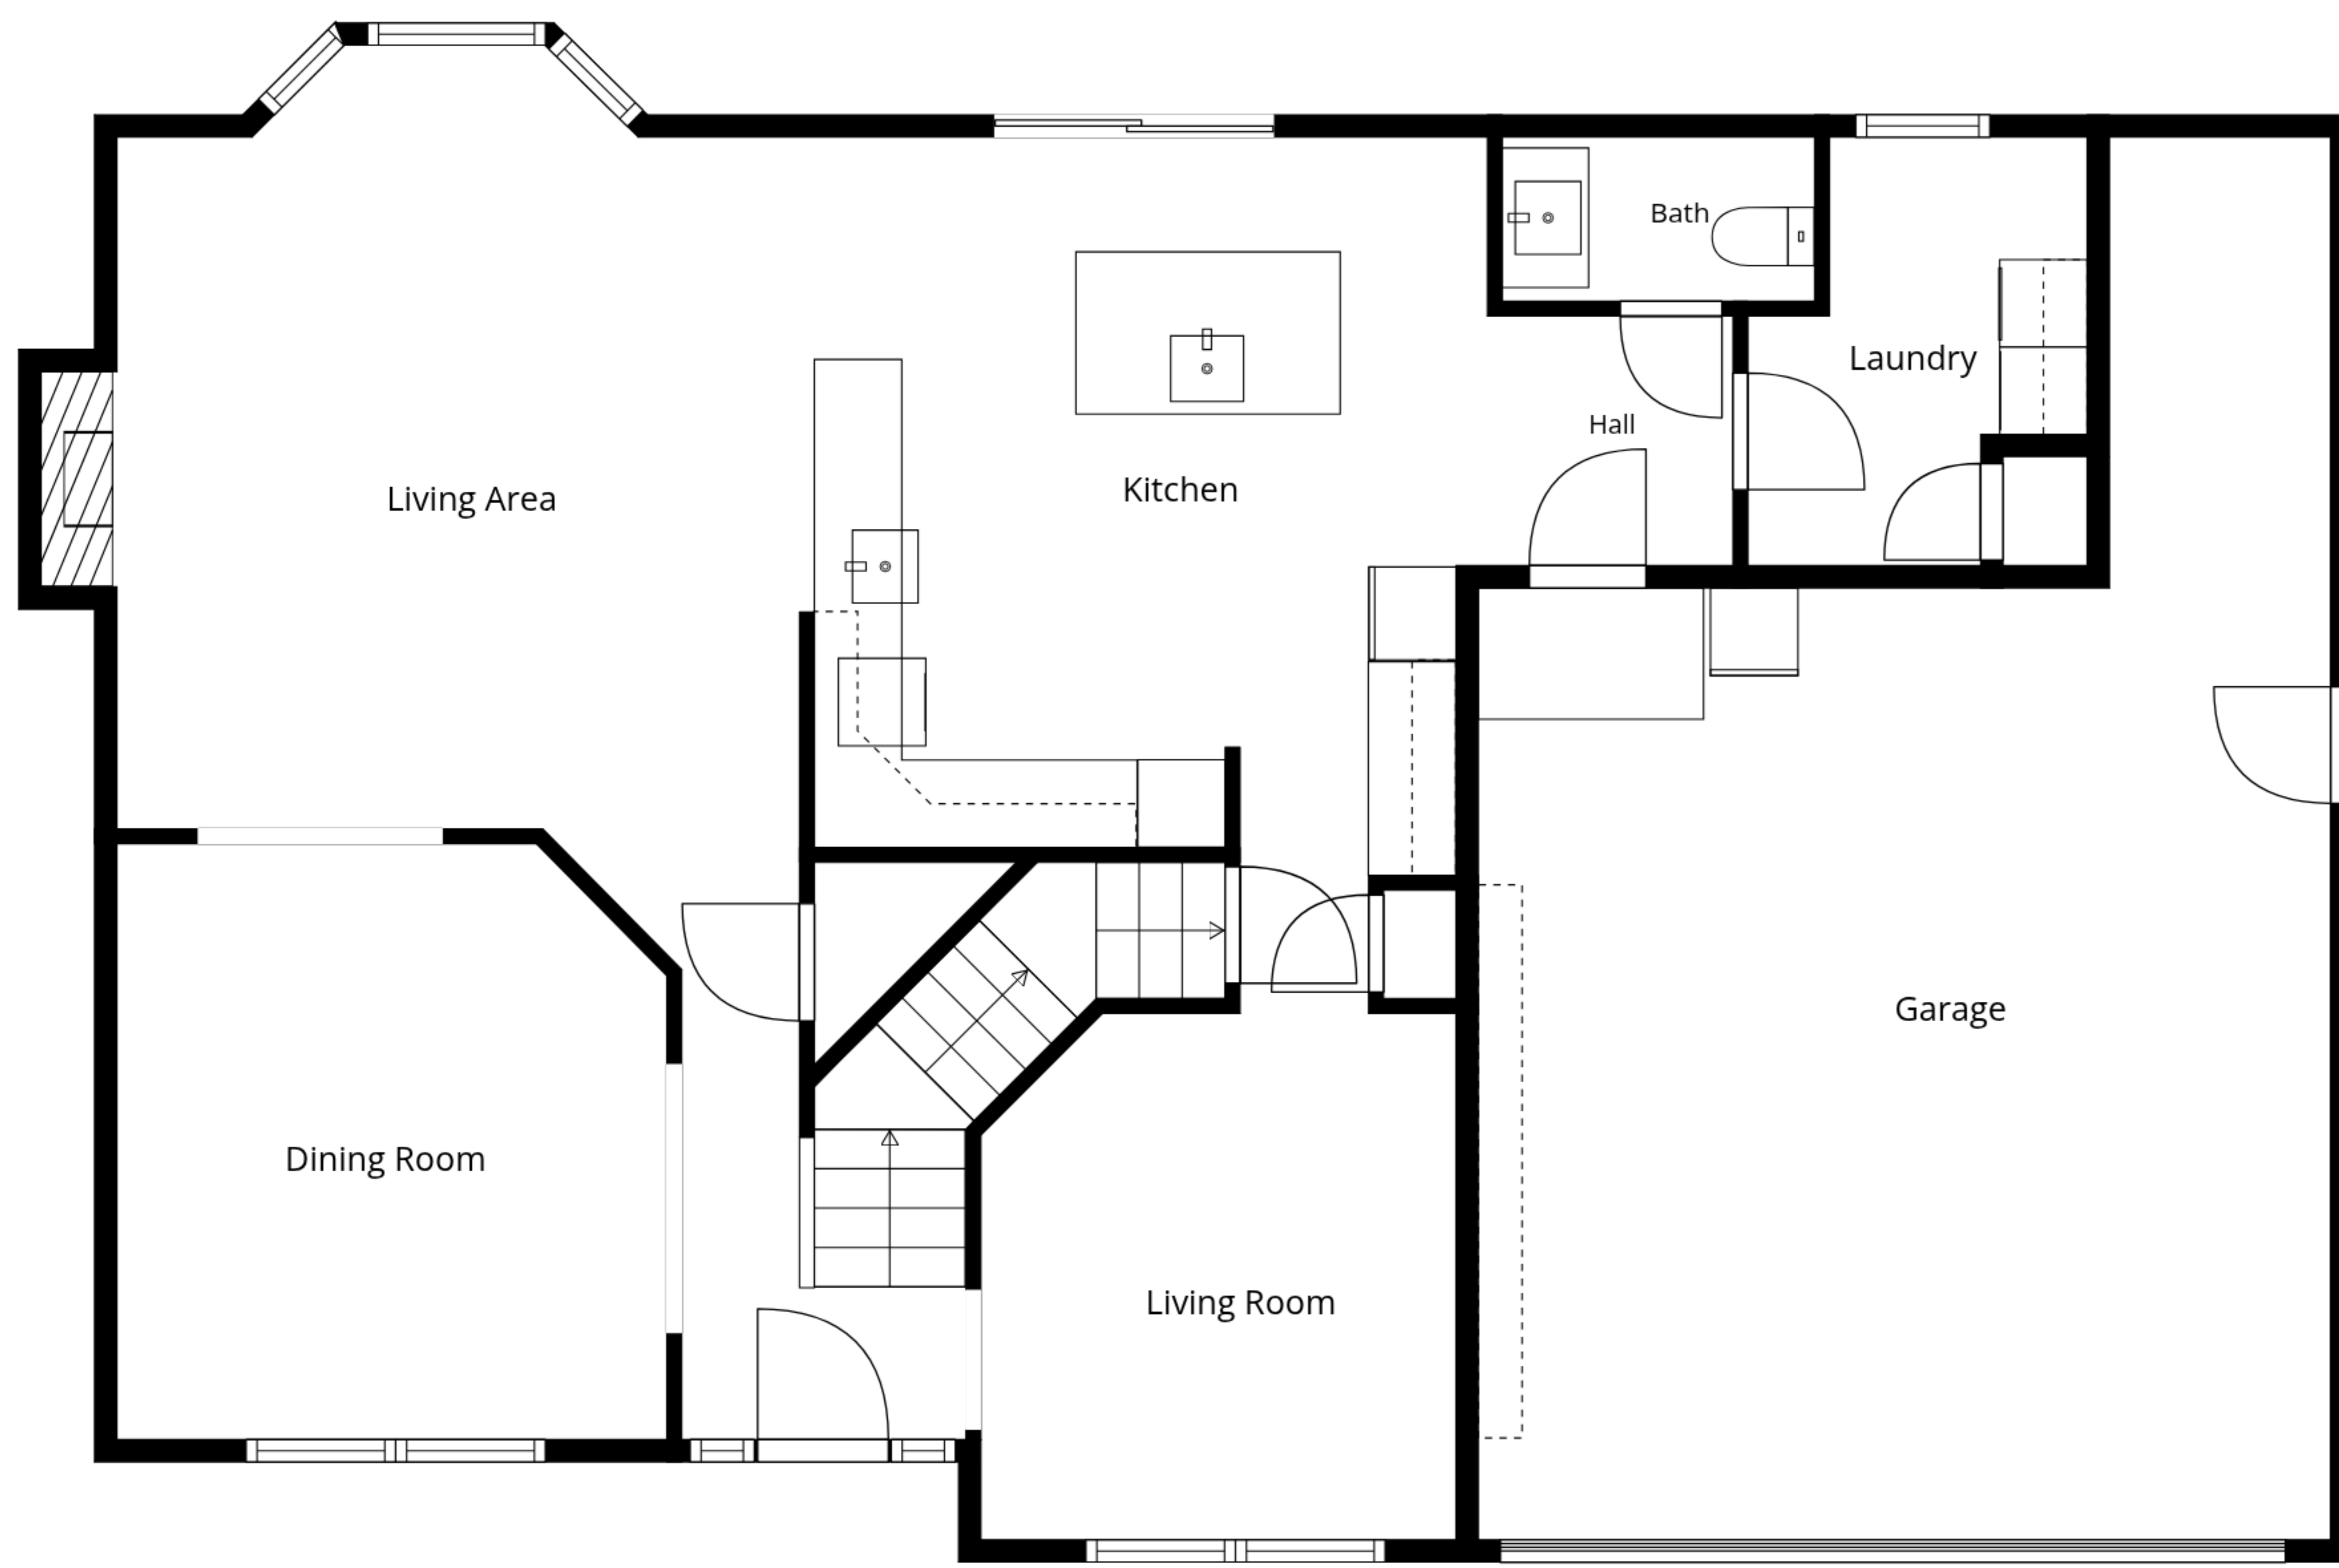 Bath
Laundry
Hall
Kitchen
Living Area
Garage
Dining Room
Living Room